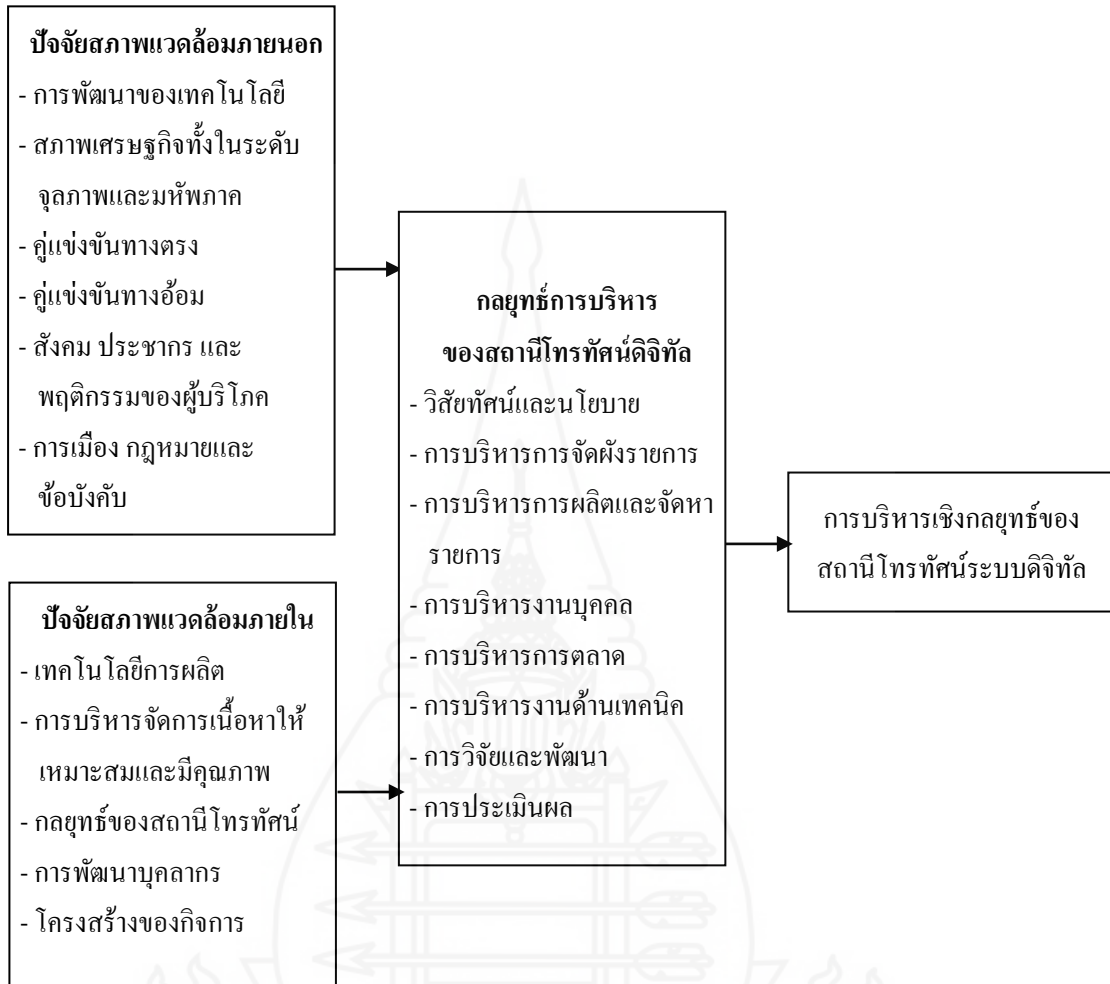 ปัจจัยสภาพแวดล้อมภายนอก
- การพัฒนาของเทคโนโลยี
- สภาพเศรษฐกิจทั้งในระดับ
จุลภาพและมหัพภาค
- คู่แข่งขันทางตรง
- คู่แข่งขันทางอ้อม
- สังคม ประชากร และ
พฤติกรรมของผู้บริโภค
- การเมือง กฎหมายและ
ข้อบังคับ
ปัจจัยสภาพแวดล้อมภายใน
- เทคโนโลยีการผลิต
- การบริหารจัดการเนื้อหาให้
เหมาะสมและมีคุณภาพ
- กลยุทธ์ของสถานีโทรทัศน์
- การพัฒนาบุคลากร
- โครงสร้างของกิจการ
กลยุทธ์การบริหาร
ของสถานีโทรทัศน์ดิจิทัล
- วิสัยทัศน์และนโยบาย
- การบริหารการจัดผังรายการ
- การบริหารการผลิตและจัดหา
รายการ
- การบริหารงานบุคคล
- การบริหารการตลาด
- การบริหารงานด้านเทคนิค
- การวิจัยและพัฒนา
- การประเมินผล
การบริหารเชิงกลยุทธ์ของ
สถานีโทรทัศน์ระบบดิจิทัล